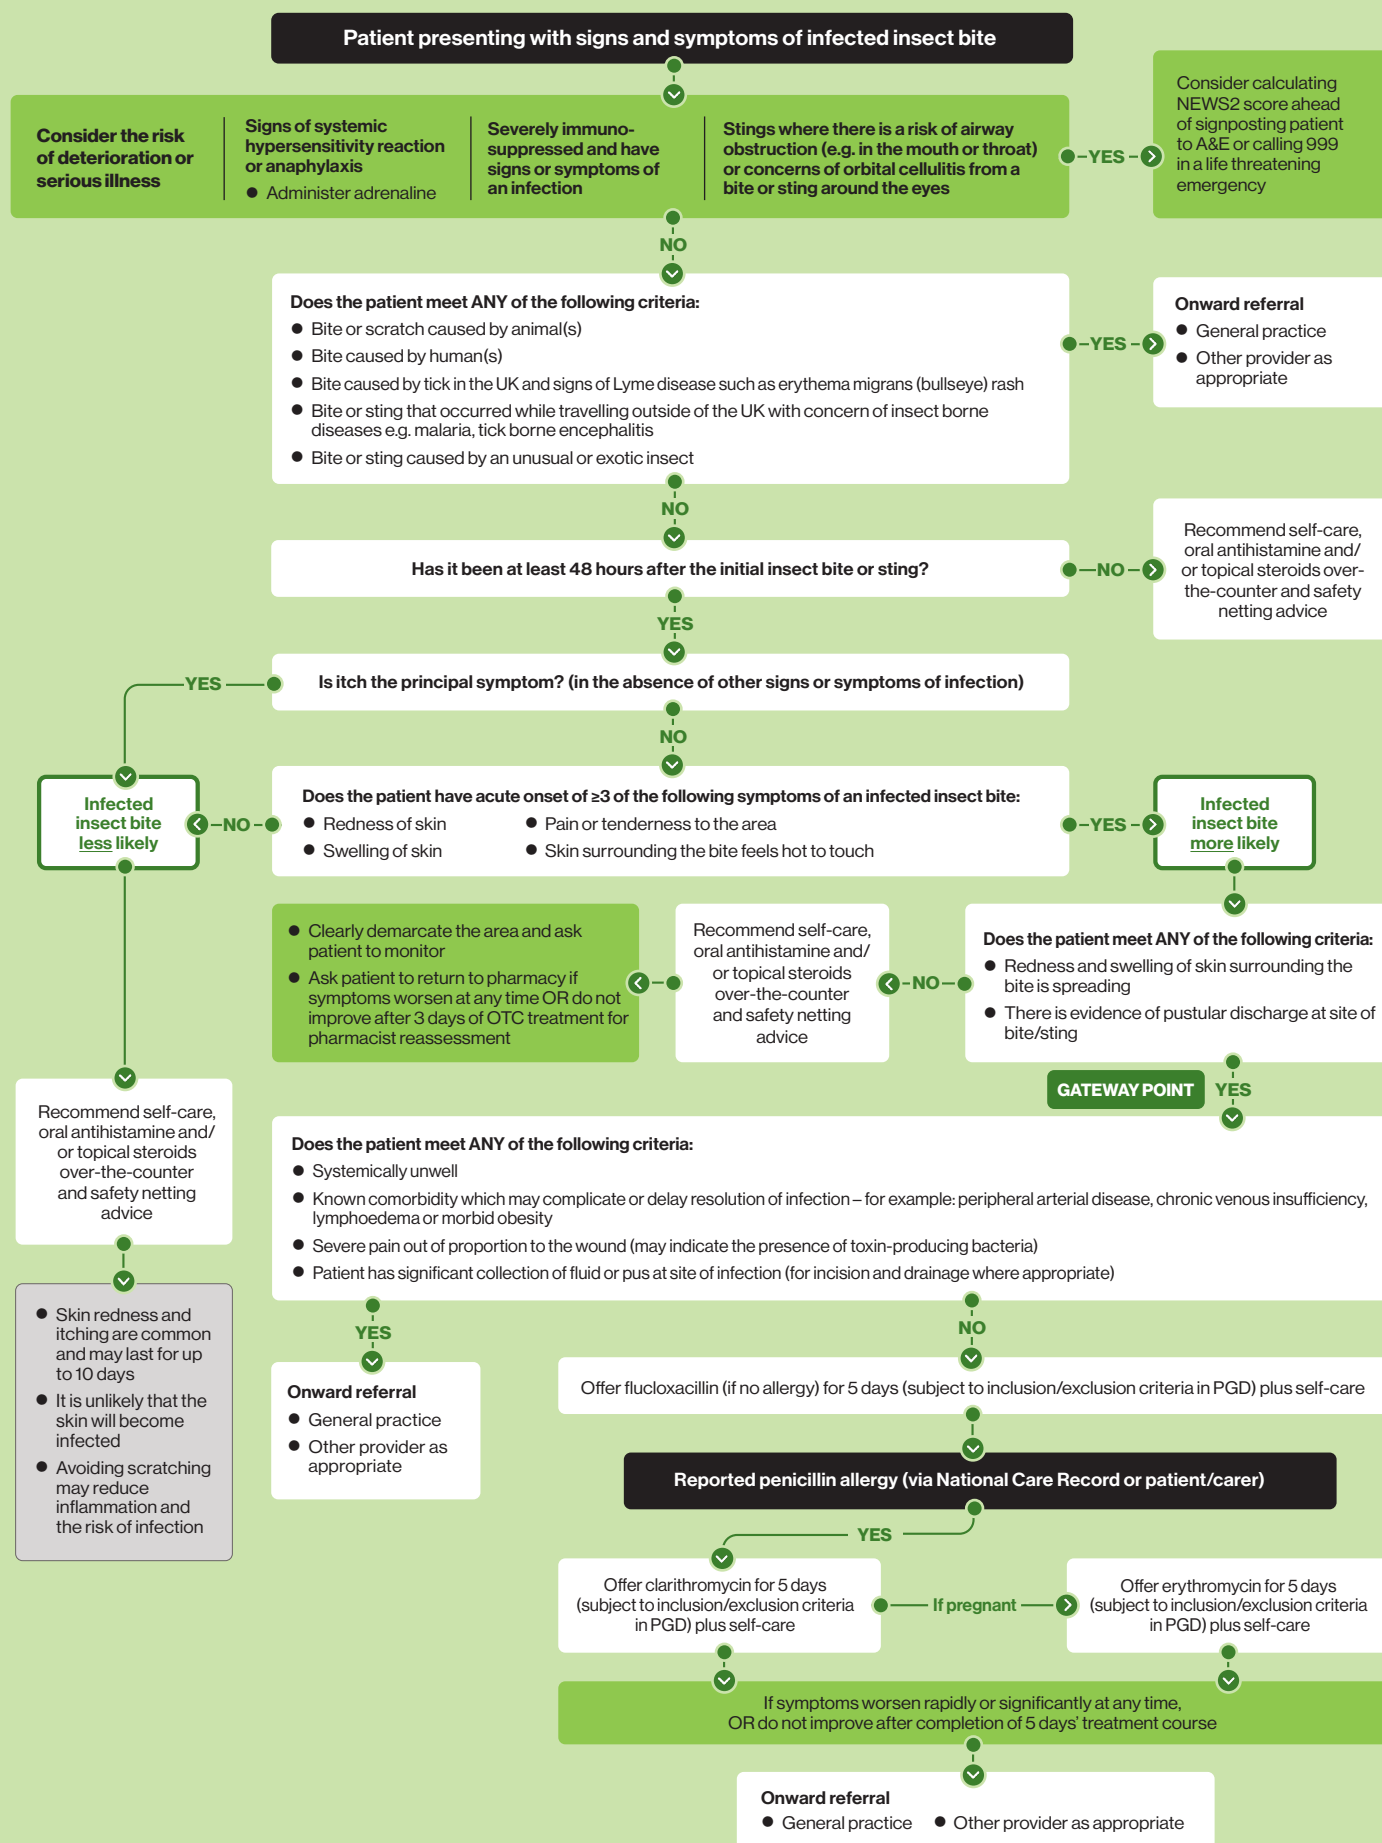 Patient presenting with signs and symptoms of infected insect bite
Consider the risk
of deterioration or
serious illness
Signs of systemic
hypersensitivity reaction
or anaphylaxis
● Administer adrenaline
Severely immuno-
suppressed and have
signs or symptoms of
an infection
Stings where there is a risk of airway
obstruction (e.g. in the mouth or throat)
or concerns of orbital cellulitis from a
bite or sting around the eyes
YES
Consider calculating
NEWS2 score ahead
of signposting patient
to A&E or calling 999
in a life threatening
emergency
NO
Does the patient meet ANY of the following criteria:
● Bite or scratch caused by animal(s)
● Bite caused by human(s)
● Bite caused by tick in the UK and signs of Lyme disease such as erythema migrans (bullseye) rash
● Bite or sting that occurred while travelling outside of the UK with concern of insect borne
diseases e.g. malaria, tick borne encephalitis
● Bite or sting caused by an unusual or exotic insect
YES
Onward referral
● General practice
● Other provider as
appropriate
NO
Has it been at least 48 hours after the initial insect bite or sting?
NO
Recommend self-care,
oral antihistamine and/
or topical steroids over-
the-counter and safety
netting advice
YES
Is itch the principal symptom? (in the absence of other signs or symptoms of infection)
YES
NO
Infected
insect bite
less likely
NO
Does the patient have acute onset of ≥3 of the following symptoms of an infected insect bite:
● Redness of skin
● Pain or tenderness to the area
● Swelling of skin
● Skin surrounding the bite feels hot to touch
YES
Infected
insect bite
more likely
Does the patient meet ANY of the following criteria:
● Redness and swelling of skin surrounding the
bite is spreading
● There is evidence of pustular discharge at site of
bite/sting
NO
Recommend self-care,
oral antihistamine and/
or topical steroids
over-the-counter
and safety netting
advice
● Clearly demarcate the area and ask
patient to monitor
● Ask patient to return to pharmacy if
symptoms worsen at any time OR do not
improve after 3 days of OTC treatment for
pharmacist reassessment
GATEWAY POINT
YES
Recommend self-care,
oral antihistamine and/
or topical steroids
over-the-counter
and safety netting
advice
● Skin redness and
itching are common
and may last for up
to 10 days
● It is unlikely that the
skin will become
infected
● Avoiding scratching
may reduce
inflammation and
the risk of infection
Does the patient meet ANY of the following criteria:
● Systemically unwell
● Known comorbidity which may complicate or delay resolution of infection – for example: peripheral arterial disease, chronic venous insufficiency,
lymphoedema or morbid obesity
● Severe pain out of proportion to the wound (may indicate the presence of toxin-producing bacteria)
● Patient has significant collection of fluid or pus at site of infection (for incision and drainage where appropriate)
YES
Onward referral
● General practice
● Other provider as
appropriate
NO
Offer flucloxacillin (if no allergy) for 5 days (subject to inclusion/exclusion criteria in PGD) plus self-care
Reported penicillin allergy (via National Care Record or patient/carer)
YES
Offer clarithromycin for 5 days
(subject to inclusion/exclusion criteria
in PGD) plus self-care
If pregnant
Offer erythromycin for 5 days
(subject to inclusion/exclusion criteria
in PGD) plus self-care
If symptoms worsen rapidly or significantly at any time,
OR do not improve after completion of 5 days’ treatment course
Onward referral
● General practice ● Other provider as appropriate